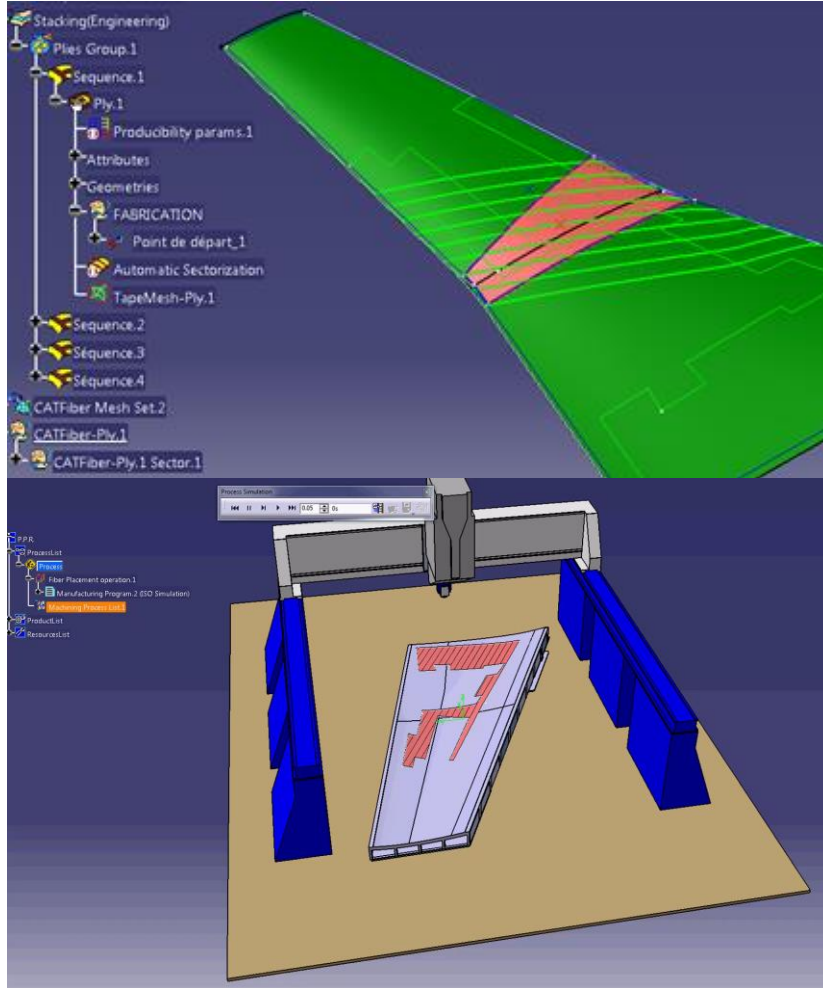 Stacking(Engineering)
Plies Group.1
Sequence.1
Ply.1
Producibility params.1
Attributes
Geometries
FABRICATION
Point de départ_1
Automatic Sectorization
TapeMesh-Ply.1
Sequence.2
Séquence.3
Séquence.4
CATFiber Mesh Set.2
CATFiber-Ply.1
CATFiber-Ply.1 Sector.1
Process Simulation
0.05 0s
P.P.R.
ProcessList
Process
Fiber Placement operation.1
Manufacturing Program.2 (ISO Simulation)
Machining Process List.1
ProductList
ResourcesList